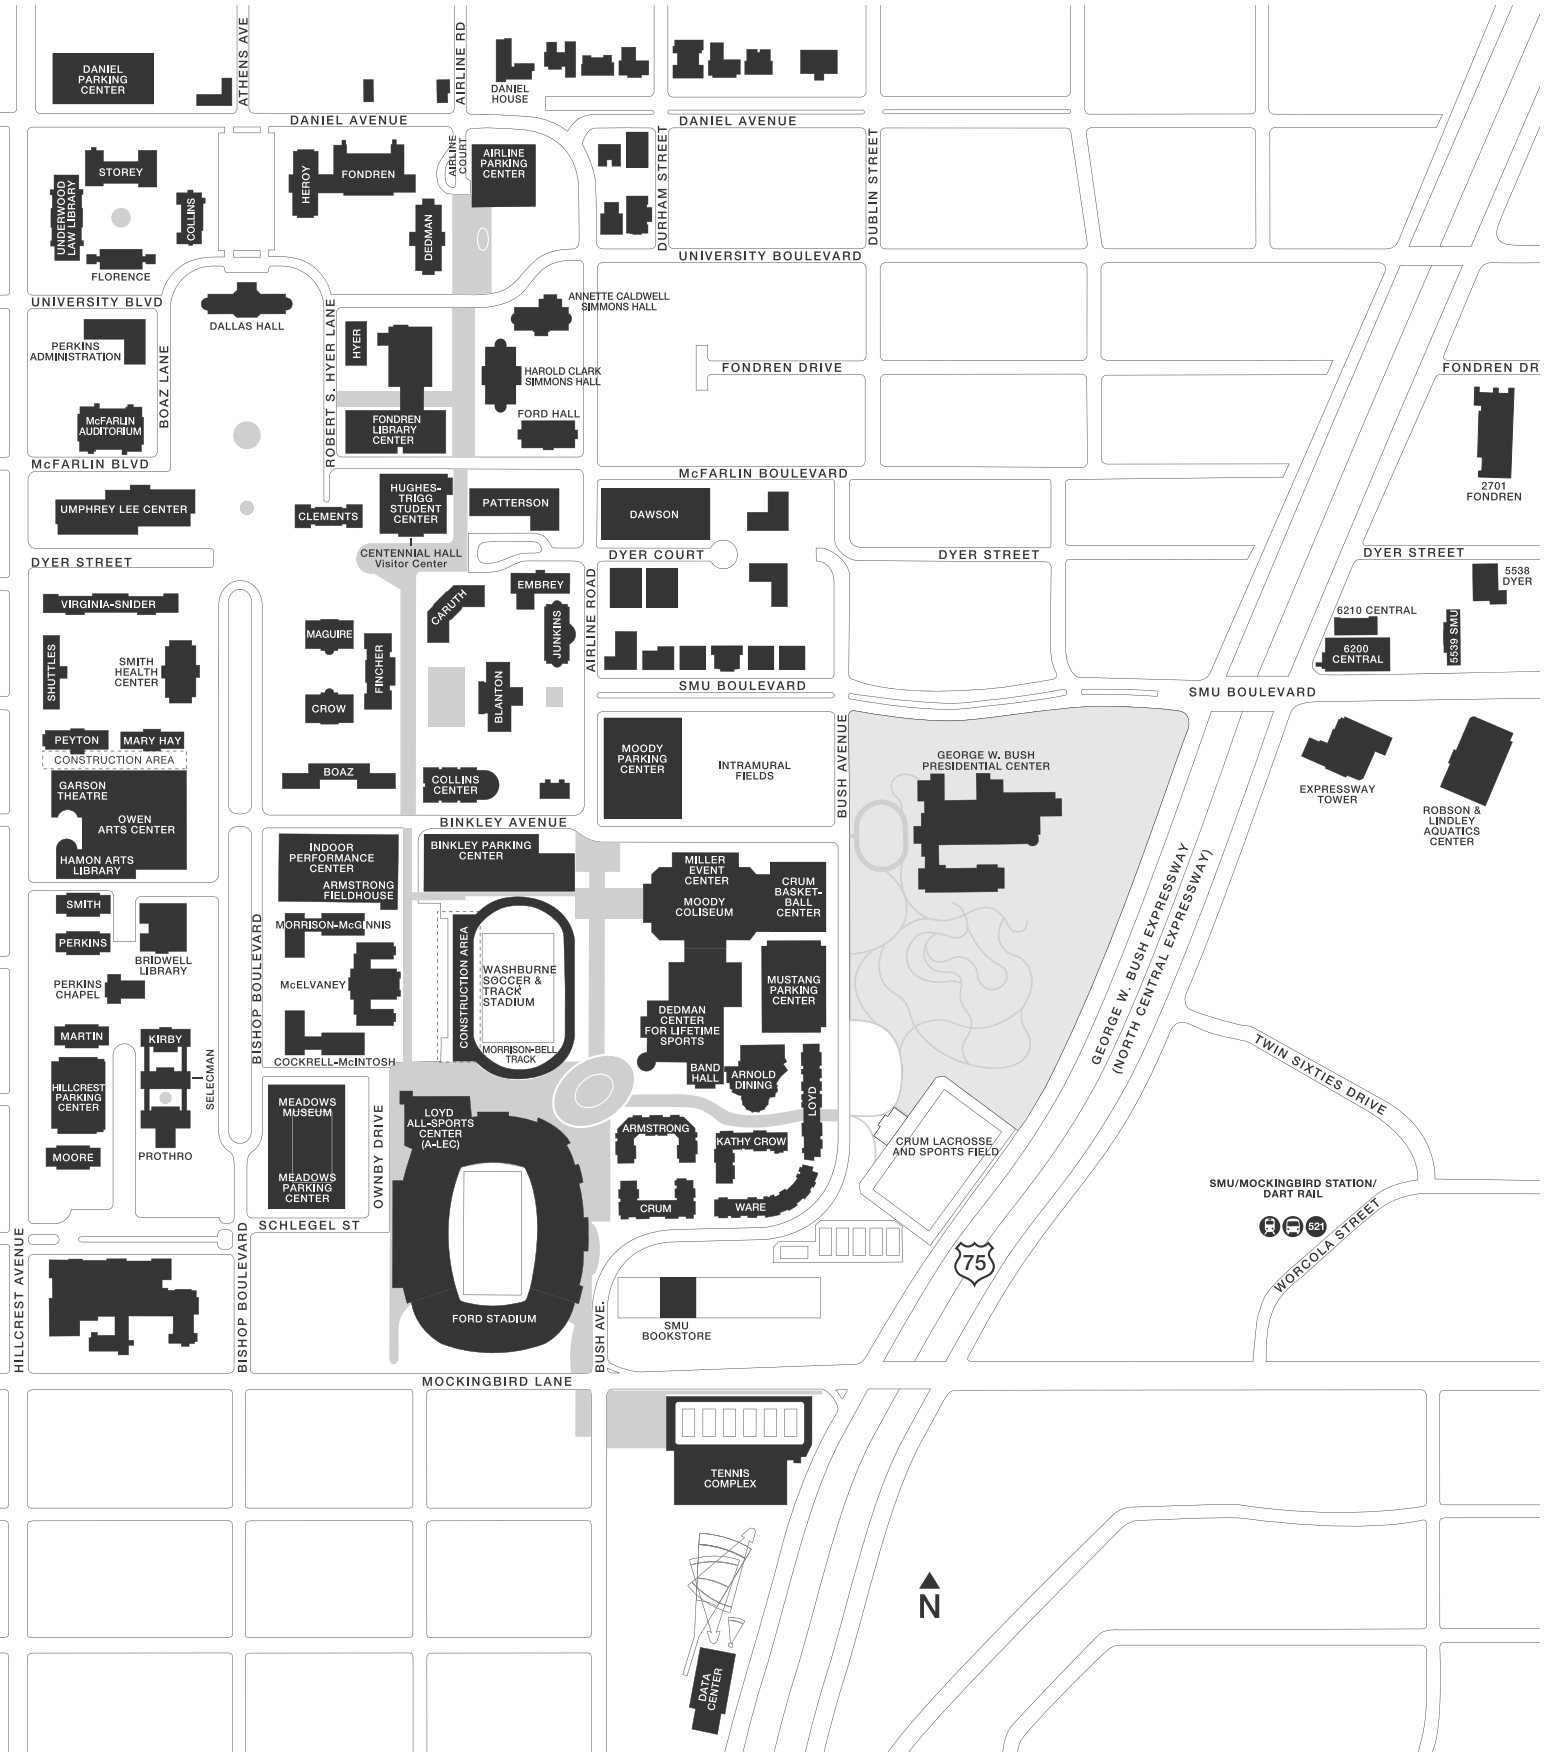 ATHENS AVE
AIRLINE RD
DANIEL
PARKING
CENTER
DANIEL
HOUSE
DANIEL AVENUE
DANIEL AVENUE
STOREY
UNDERWOOD
LAW LIBRARY
COLLINS
FLORENCE
HEROY
FONDREN
AIRLINE
COURT
AIRLINE
PARKING
CENTER
DEDMAN
DURHAM STREET
DUBLIN STREET
UNIVERSITY BOULEVARD
UNIVERSITY BLVD
DALLAS HALL
ANNETTE CALDWELL
SIMMONS HALL
PERKINS
ADMINISTRATION
BOAZ LANE
ROBERT S. HYER LANE
HYER
HAROLD CLARK
SIMMONS HALL
FONDREN DRIVE
FONDREN DR
McFARLIN
AUDITORIUM
FONDREN
LIBRARY
CENTER
FORD HALL
McFARLIN BLVD
McFARLIN BOULEVARD
2701
FONDREN
UMPHREY LEE CENTER
CLEMENTS
HUGHES-
TRIGG
STUDENT
CENTER
PATTERSON
DAWSON
CENTENNIAL HALL
Visitor Center
DYER STREET
DYER COURT
DYER STREET
DYER STREET
5538
DYER
VIRGINIA-SNIDER
CARUTH
EMBREY
AIRLINE ROAD
6210 CENTRAL
6200
CENTRAL
5539 SMU
MAGUIRE
JUNKINS
SHUTTLES
SMITH
HEALTH
CENTER
FINCHER
BLANTON
CROW
SMU BOULEVARD
SMU BOULEVARD
PEYTON
MARY HAY
CONSTRUCTION AREA
MOODY
PARKING
CENTER
INTRAMURAL
FIELDS
BUSH AVENUE
GEORGE W. BUSH
PRESIDENTIAL CENTER
BOAZ
COLLINS
CENTER
EXPRESSWAY
TOWER
ROBSON &
LINDLEY
AQUATICS
CENTER
GARSON
THEATRE
OWEN
ARTS CENTER
HAMON ARTS
LIBRARY
BINKLEY AVENUE
INDOOR
PERFORMANCE
CENTER
ARMSTRONG
FIELDHOUSE
BINKLEY PARKING
CENTER
MILLER
EVENT
CENTER
MOODY
COLISEUM
CRUM
BASKET-
BALL
CENTER
GEORGE W. BUSH EXPRESSWAY
(NORTH CENTRAL EXPRESSWAY)
SMITH
PERKINS
BRIDWELL
LIBRARY
BISHOP BOULEVARD
MORRISON-McGINNIS
McELVANEY
CONSTRUCTION AREA
WASHBURNE
SOCCER &
TRACK
STADIUM
MUSTANG
PARKING
CENTER
PERKINS
CHAPEL
DEDMAN
CENTER
FOR LIFETIME
SPORTS
MARTIN
KIRBY
COCKRELL-McINTOSH
MORRISON-BELL
TRACK
BAND
HALL
ARNOLD
DINING
LOYD
TWIN SIXTIES DRIVE
HILLCREST
PARKING
CENTER
SELECMAN
MEADOWS
MUSEUM
MEADOWS
PARKING
CENTER
OWNBY DRIVE
LOYD
ALL-SPORTS
CENTER
(A-LEC)
ARMSTRONG
KATHY CROW
CRUM LACROSSE
AND SPORTS FIELD
MOORE
PROTHRO
CRUM
WARE
SMU/MOCKINGBIRD STATION/
DART RAIL
521
WORCOLA STREET
SCHLEGEL ST
HILLCREST AVENUE
BISHOP BOULEVARD
75
FORD STADIUM
BUSH AVE.
SMU
BOOKSTORE
MOCKINGBIRD LANE
TENNIS
COMPLEX
N
DATA
CENTER